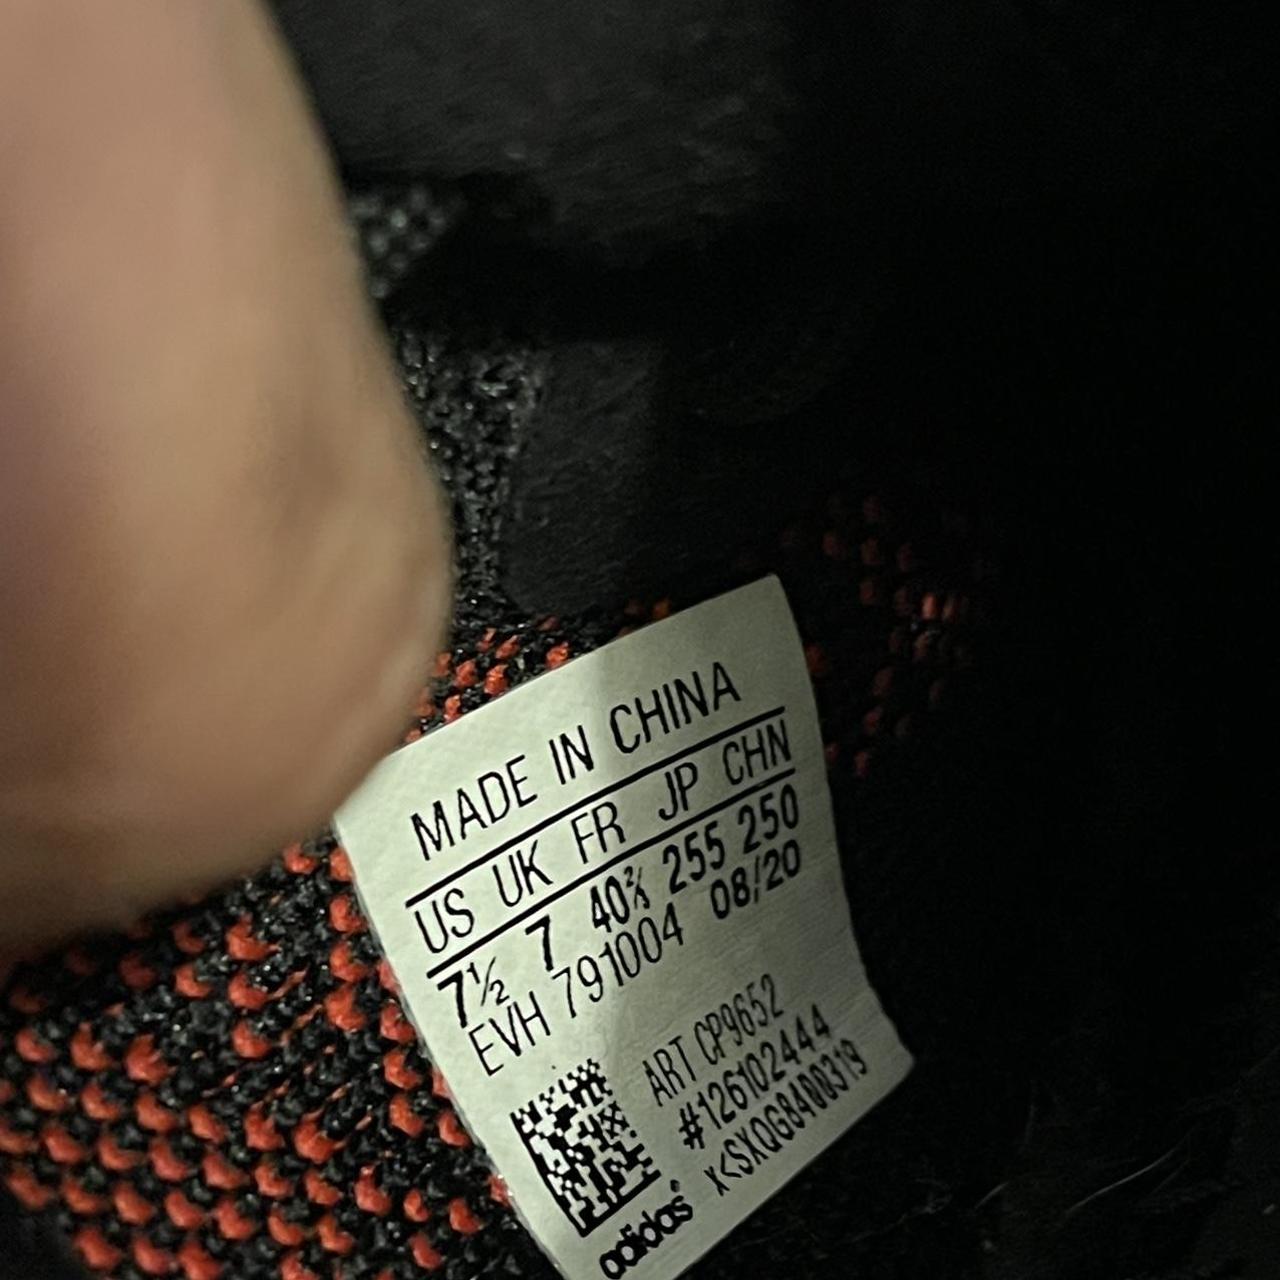 MADE IN CHINA
US UK FR JP CHN
7½ 7 40⅔ 255 250
EVH 791004 08/20
ART CP9652
#126102444
X<SXQG8400319
adidas